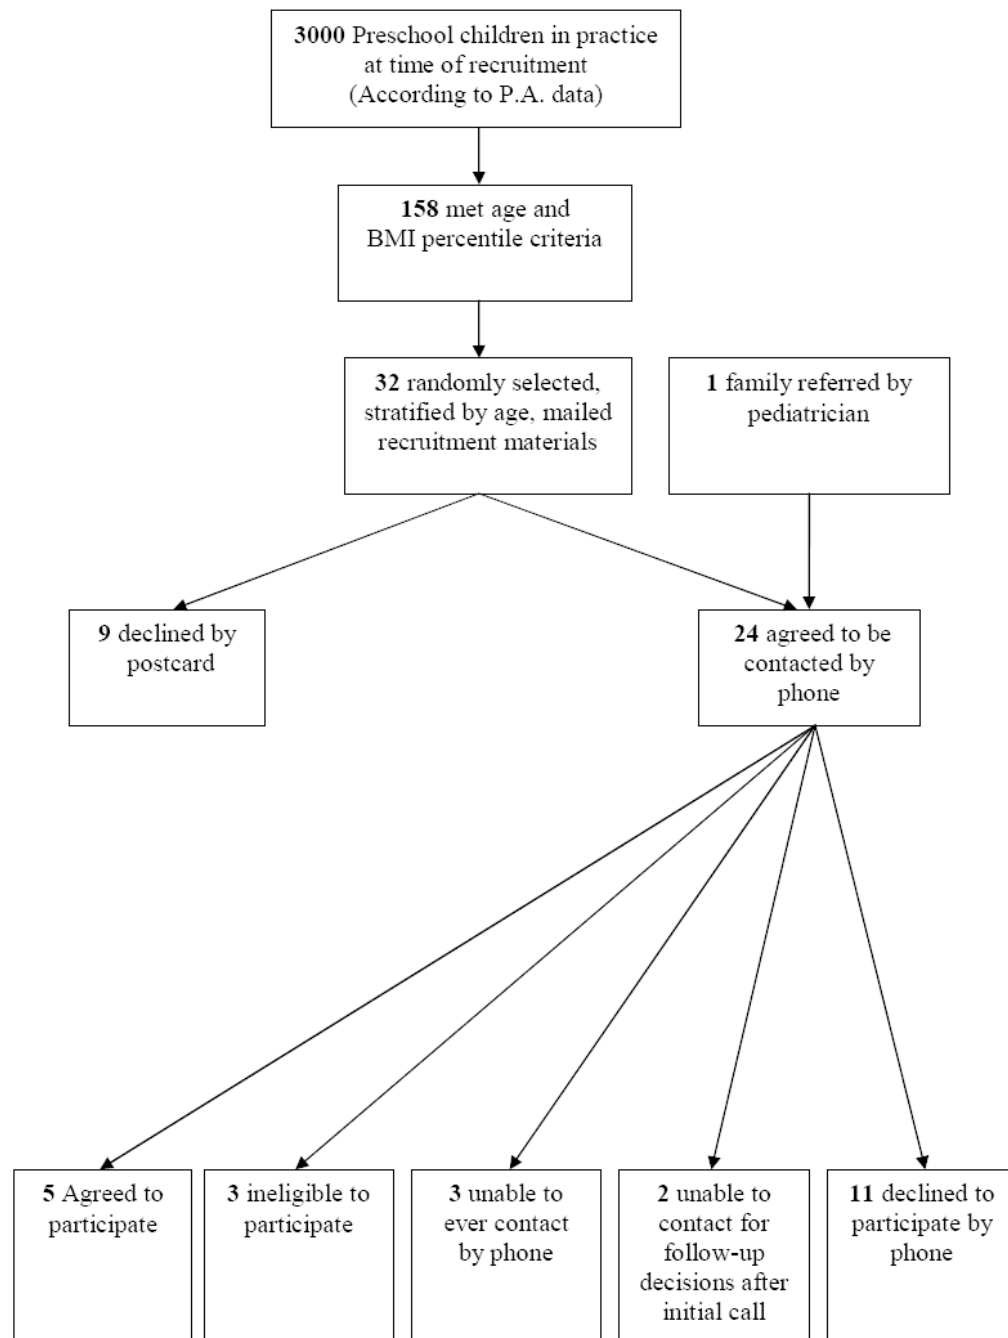 3000 Preschool children in practice
at time of recruitment
(According to P.A. data)
158 met age and
BMI percentile criteria
32 randomly selected,
stratified by age, mailed
recruitment materials
1 family referred by
pediatrician
9 declined by
postcard
24 agreed to be
contacted by
phone
5 Agreed to
participate
3 ineligible to
participate
3 unable to
ever contact
by phone
2 unable to
contact for
follow-up
decisions after
initial call
11 declined to
participate by
phone